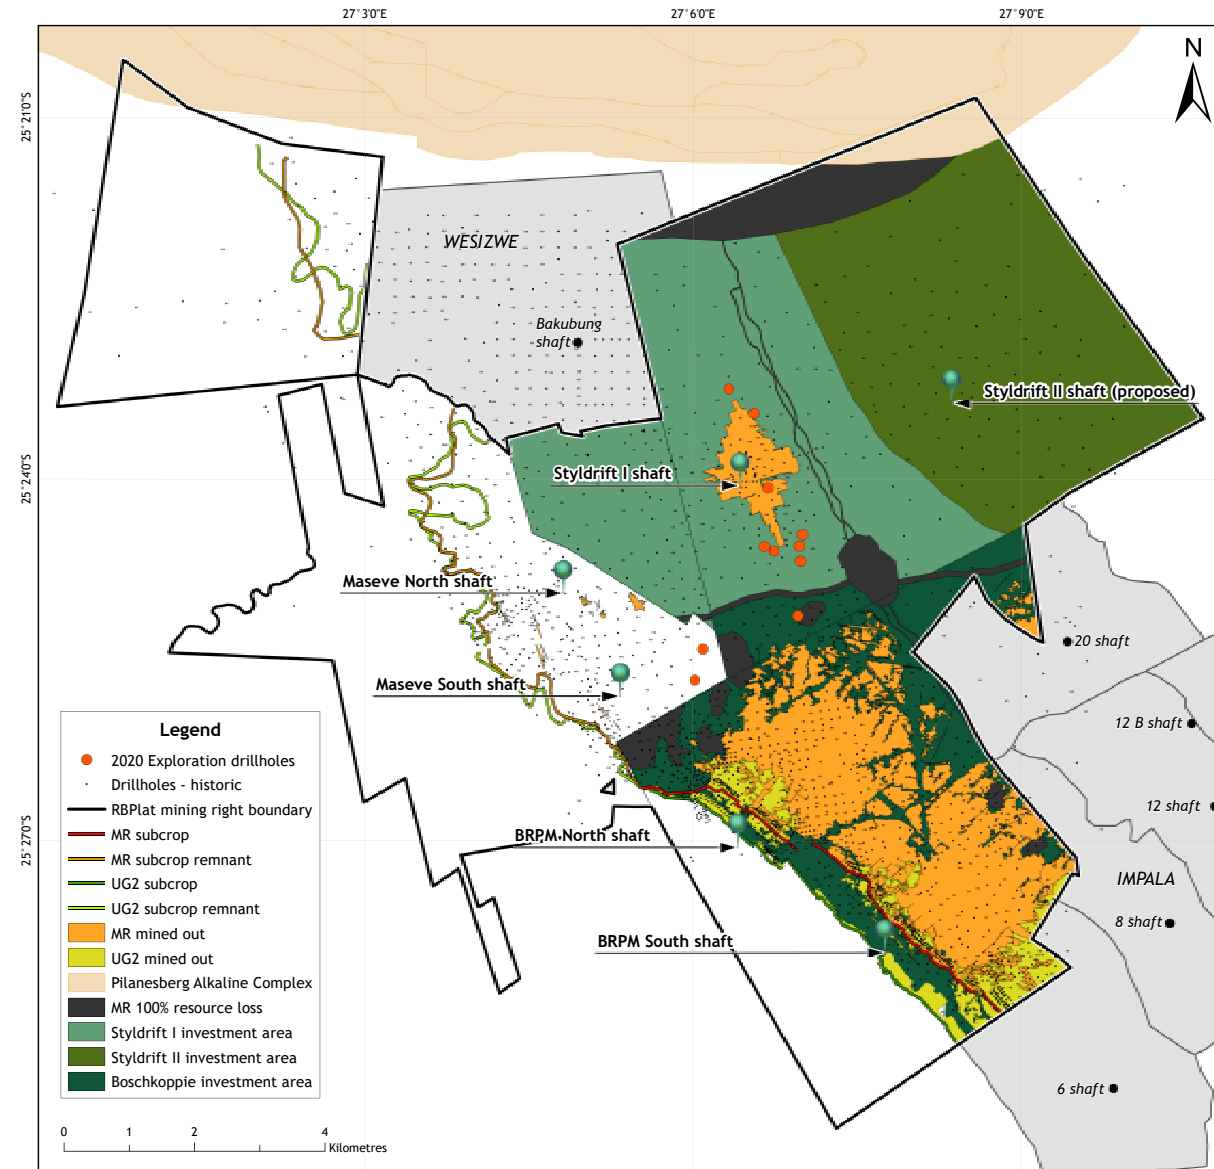 27°3'0"E
27°6'0"E
27°9'0"E
N
25°21'0"S
WESIZWE
Bakubung
shaft
Styldrift II shaft (proposed)
Styldrift I shaft
25°24'0"S
Maseve North shaft
20 shaft
Maseve South shaft
12 B shaft
Legend
2020 Exploration drillholes
Drillholes - historic
RBPlat mining right boundary
MR subcrop
MR subcrop remnant
UG2 subcrop
UG2 subcrop remnant
MR mined out
UG2 mined out
Pilanesberg Alkaline Complex
MR 100% resource loss
Styldrift I investment area
Styldrift II investment area
Boschkoppie investment area
12 shaft
BRPM North shaft
25°27'0"S
IMPALA
8 shaft
BRPM South shaft
6 shaft
0 1 2 4
Kilometres